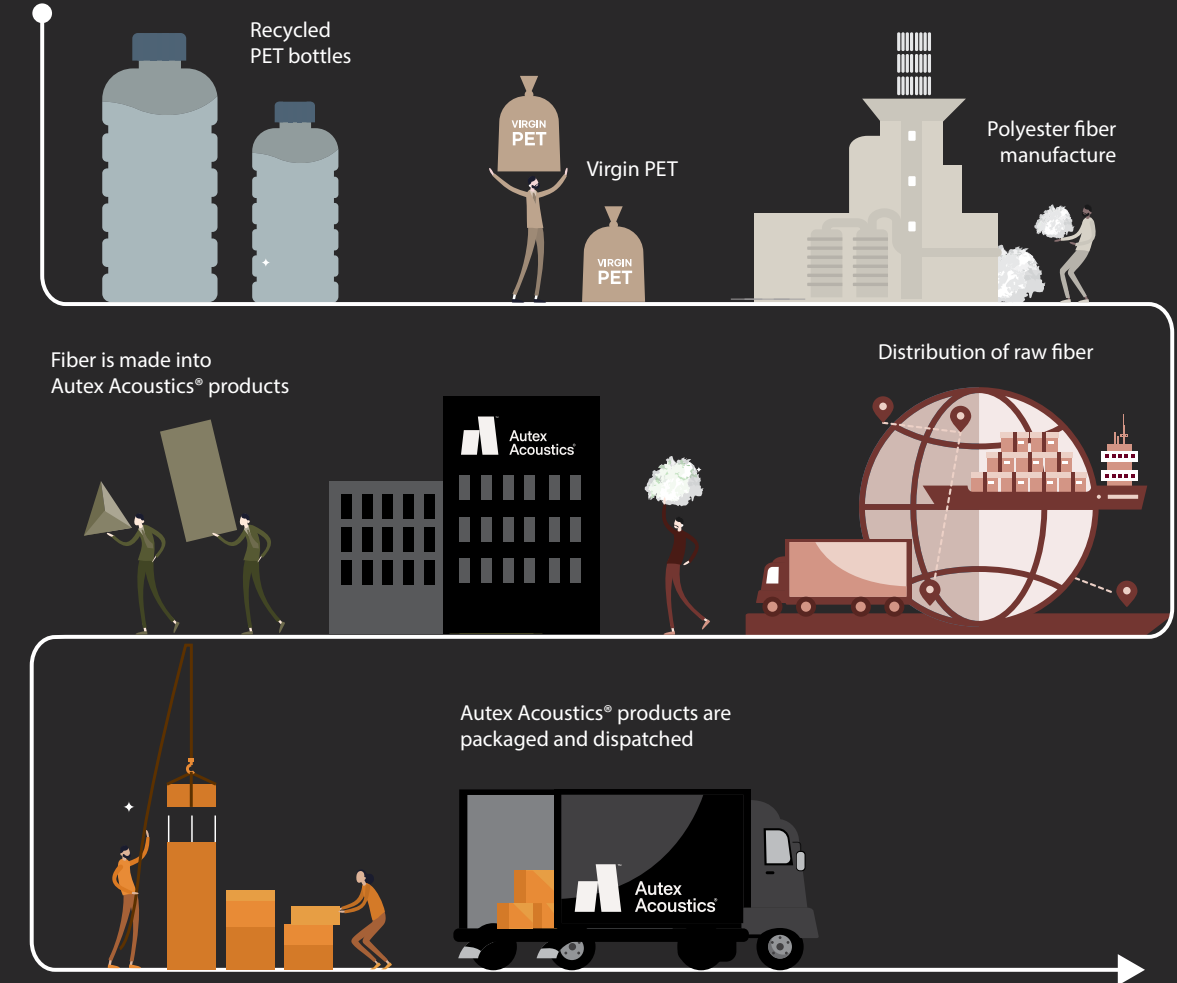 Recycled
PET bottles
VIRGIN
PET
Virgin PET
VIRGIN
PET
Polyester fiber
manufacture
Distribution of raw fiber
Fiber is made into
Autex Acoustics® products
Autex
Acoustics®
Autex Acoustics® products are
packaged and dispatched
™
Autex
Acoustics®